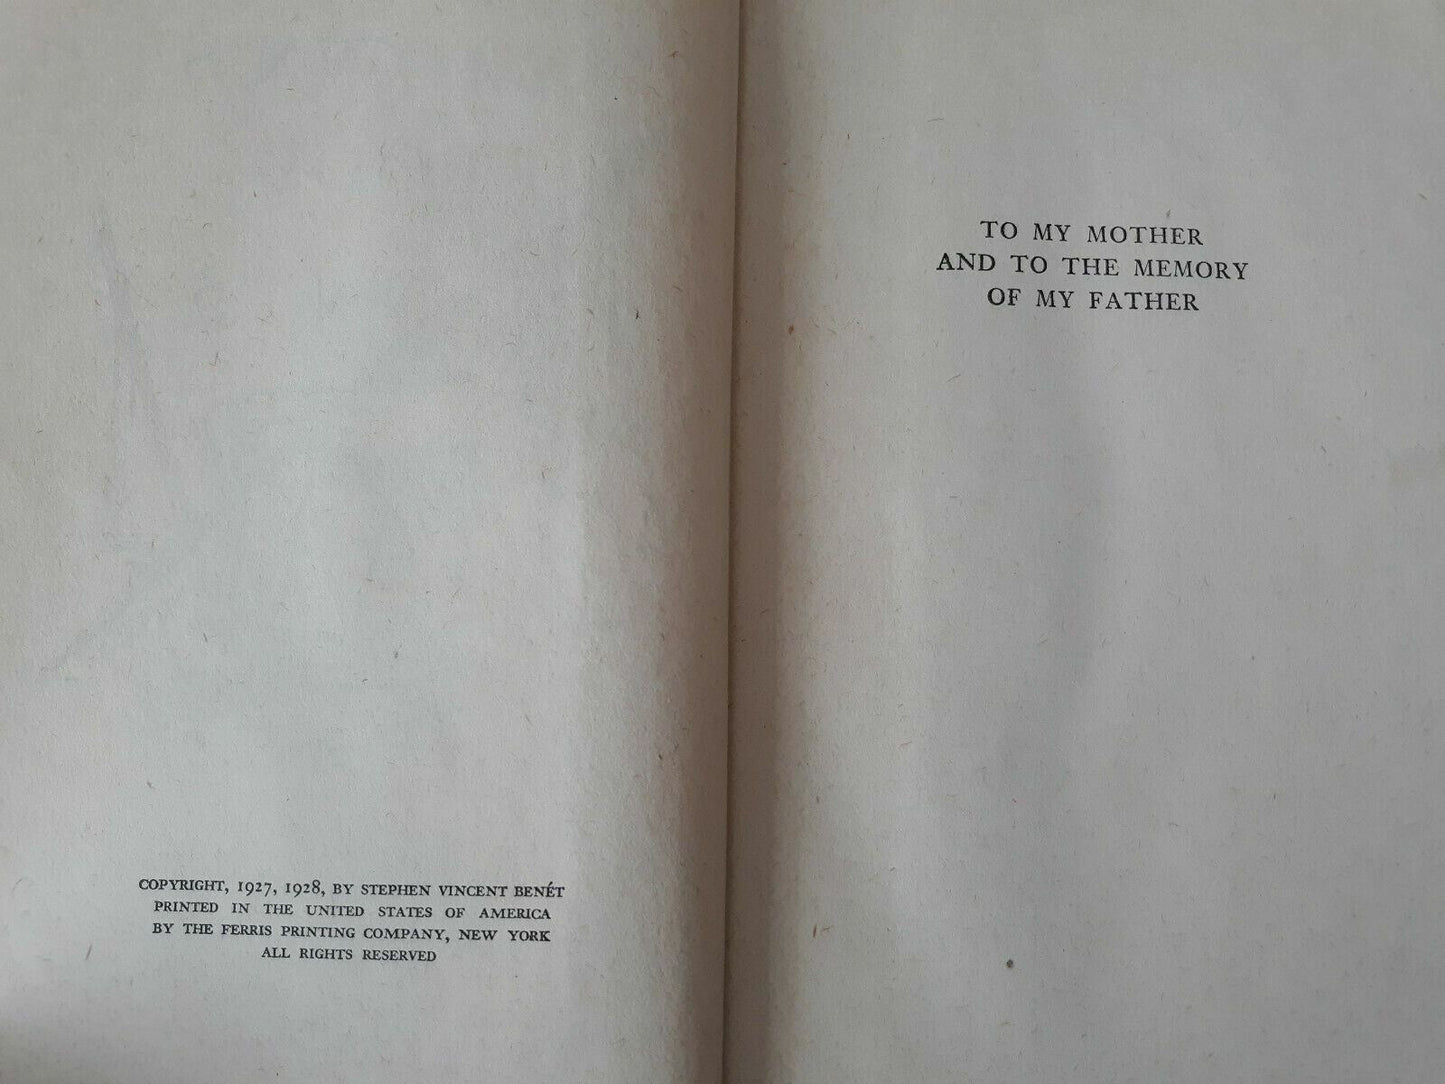 COPYRIGHT, 1927, 1928, BY STEPHEN VINCENT BENÉT
PRINTED IN THE UNITED STATES OF AMERICA
BY THE FERRIS PRINTING COMPANY, NEW YORK
ALL RIGHTS RESERVED
TO MY MOTHER
AND TO THE MEMORY
OF MY FATHER